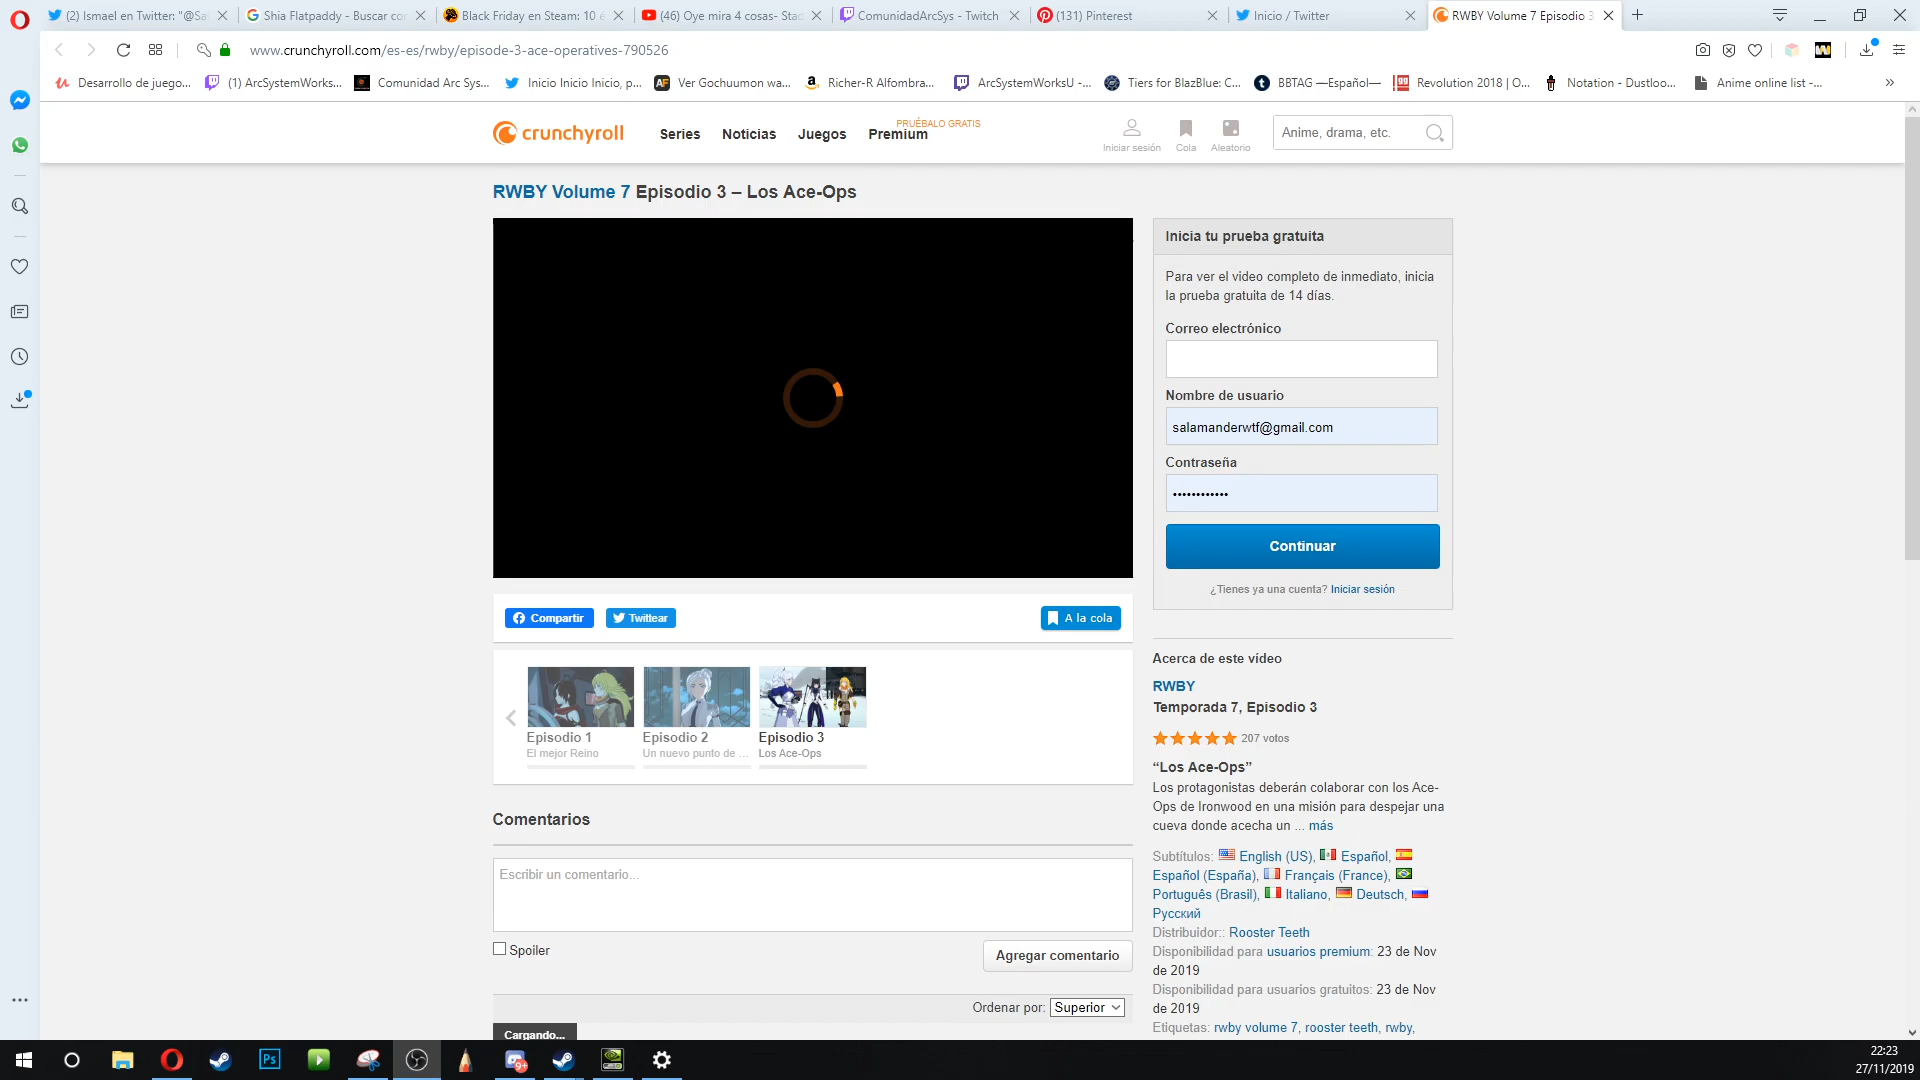 (2) Ismael en Twitter: "@Sa
Shia Flatpaddy - Buscar con
Black Friday en Steam: 10 
(46) Oye mira 4 cosas- Stac
ComunidadArcSys - Twitch
(131) Pinterest
Inicio / Twitter
RWBY Volume 7 Episodio 3
www.crunchyroll.com/es-es/rwby/episode-3-ace-operatives-790526
Desarrollo de juego...
(1) ArcSystemWorks...
Comunidad Arc Sys...
Inicio Inicio Inicio, p...
Ver Gochuumon wa...
Richer-R Alfombra...
ArcSystemWorksU -...
Tiers for BlazBlue: C...
BBTAG —Español—
Revolution 2018 | O...
Notation - Dustloo...
Anime online list -...
»
crunchyroll
Series
Noticias
Juegos
Premium
PRUÉBALO GRATIS
Iniciar sesión
Cola
Aleatorio
Anime, drama, etc.
RWBY Volume 7 Episodio 3 – Los Ace-Ops
Inicia tu prueba gratuita
Para ver el video completo de inmediato, inicia
la prueba gratuita de 14 días.
Correo electrónico
Nombre de usuario
salamanderwtf@gmail.com
Contraseña
••••••••••••
Continuar
¿Tienes ya una cuenta? Iniciar sesión
Compartir
Twittear
A la cola
Episodio 1
El mejor Reino
Episodio 2
Un nuevo punto de ...
Episodio 3
Los Ace-Ops
Comentarios
Escribir un comentario...
Spoiler
Agregar comentario
Ordenar por: Superior
Cargando...
Acerca de este vídeo
RWBY
Temporada 7, Episodio 3
207 votos
“Los Ace-Ops”
Los protagonistas deberán colaborar con los Ace-
Ops de Ironwood en una misión para despejar una
cueva donde acecha un ... más
Subtítulos: English (US), Español,
Español (España), Français (France),
Português (Brasil), Italiano, Deutsch,
Русский
Distribuidor:: Rooster Teeth
Disponibilidad para usuarios premium: 23 de Nov
de 2019
Disponibilidad para usuarios gratuitos: 23 de Nov
de 2019
Etiquetas: rwby volume 7, rooster teeth, rwby,
Ps
9+
22:23
27/11/2019